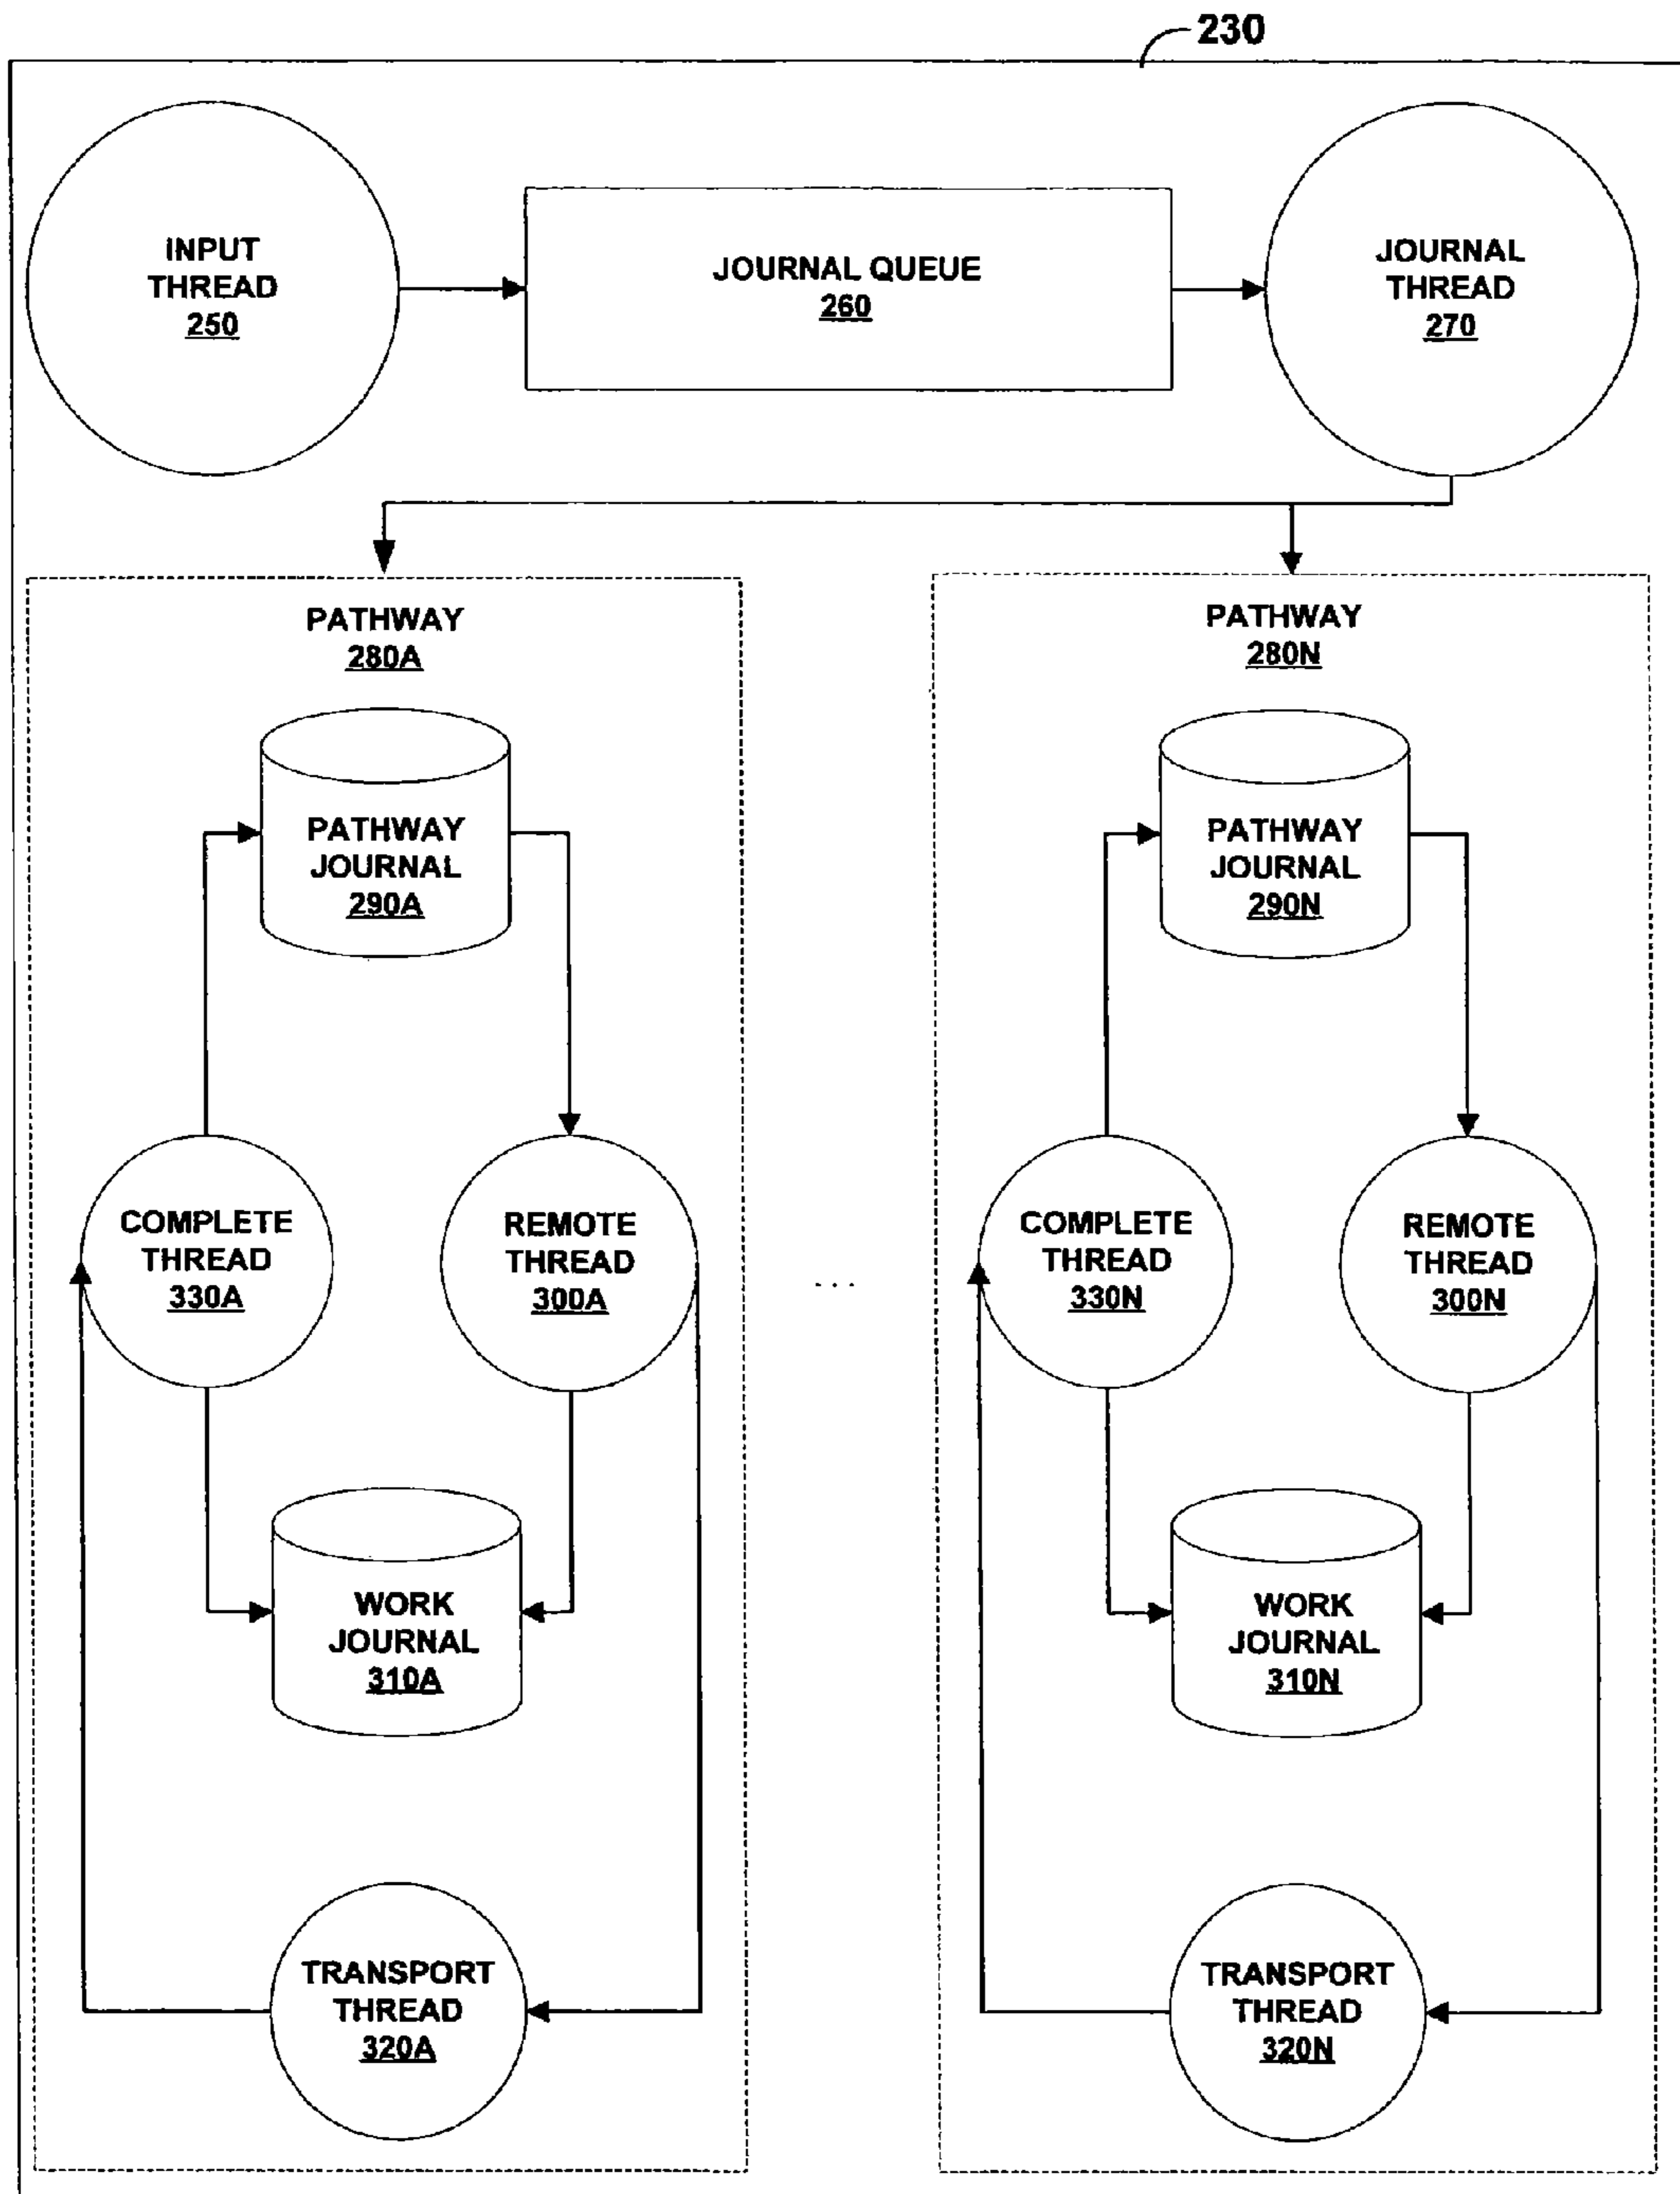 230
INPUT
THREAD
250
JOURNAL QUEUE
260
JOURNAL
THREAD
270
PATHWAY
280A
PATHWAY
JOURNAL
290A
COMPLETE
THREAD
330A
REMOTE
THREAD
300A
WORK
JOURNAL
310A
TRANSPORT
THREAD
320A
. . .
PATHWAY
280N
PATHWAY
JOURNAL
290N
COMPLETE
THREAD
330N
REMOTE
THREAD
300N
WORK
JOURNAL
310N
TRANSPORT
THREAD
320N